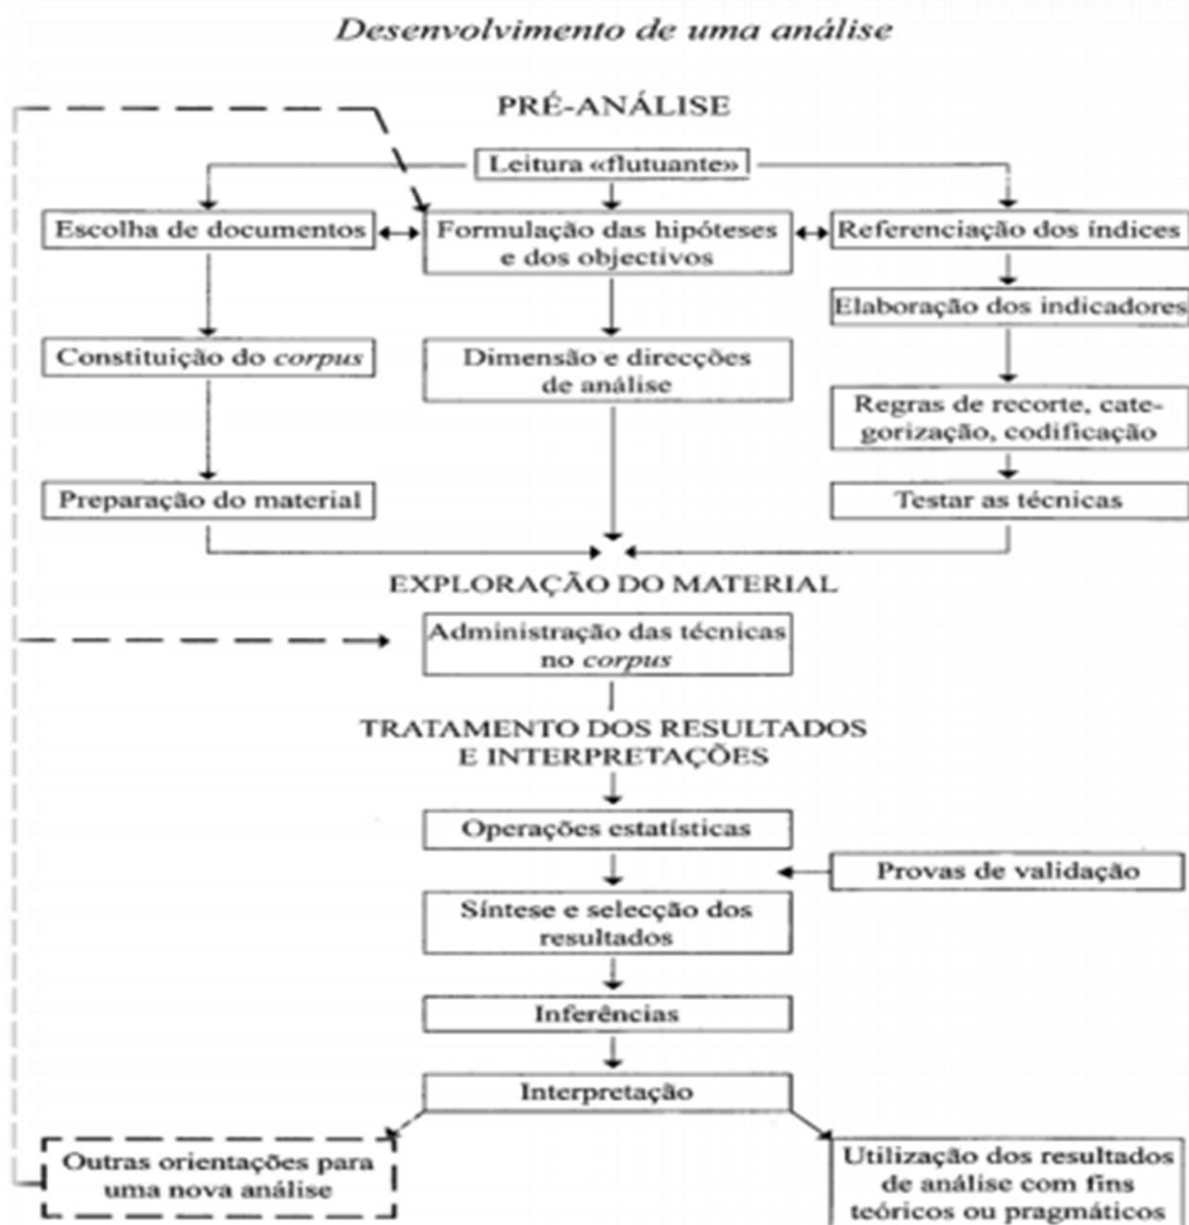 Desenvolvimento de uma análise
PRÉ-ANÁLISE
Leitura «flutuante»
Escolha de documentos
Formulação das hipóteses
e dos objectivos
Referenciação dos índices
Elaboração dos indicadores
Constituição do corpus
Dimensão e direcções
de análise
Regras de recorte, cate-
gorização, codificação
Preparação do material
Testar as técnicas
EXPLORAÇÃO DO MATERIAL
Administração das técnicas
no corpus
TRATAMENTO DOS RESULTADOS
E INTERPRETAÇÕES
Operações estatísticas
Provas de validação
Síntese e selecção dos
resultados
Inferências
Interpretação
Outras orientações para
uma nova análise
Utilização dos resultados
de análise com fins
teóricos ou pragmáticos